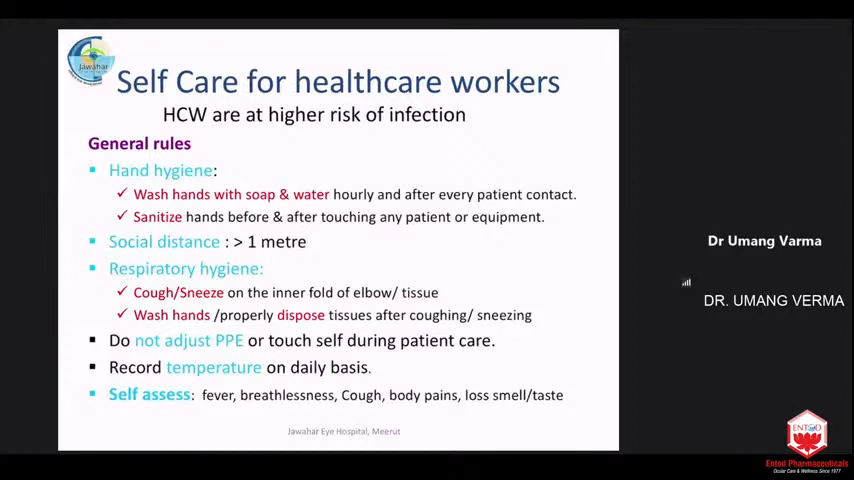 Jawahar
Self Care for healthcare workers
HCW are at higher risk of infection
General rules
Hand hygiene:
Wash hands with soap & water hourly and after every patient contact.
Sanitize hands before & after touching any patient or equipment.
Social distance : > 1 metre
Respiratory hygiene:
Cough/Sneeze on the inner fold of elbow/ tissue
Wash hands /properly dispose tissues after coughing/ sneezing
Do not adjust PPE or touch self during patient care.
Record temperature on daily basis.
Self assess: fever, breathlessness, Cough, body pains, loss smell/taste
Jawahar Eye Hospital, Meerut
Dr Umang Varma
DR. UMANG VERMA
ENTOD
Entod Pharmaceuticals
Ocular Care & Wellness Since 1977